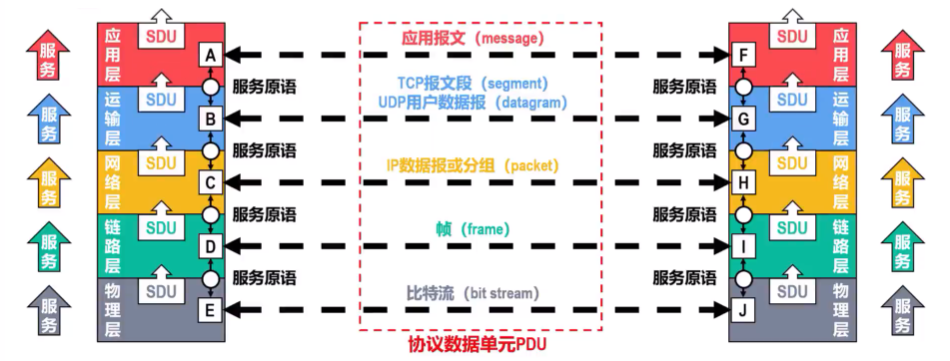 服务
应用层
SDU
A
应用报文（message）
F
SDU
应用层
服务
服务原语
TCP报文段（segment）
UDP用户数据报（datagram）
服务原语
服务
运输层
SDU
B
G
SDU
运输层
服务
服务原语
服务原语
服务
网络层
SDU
C
IP数据报或分组（packet）
H
SDU
网络层
服务
服务原语
服务原语
服务
链路层
SDU
D
帧（frame）
I
SDU
链路层
服务
服务原语
服务原语
服务
物理层
SDU
E
比特流（bit stream）
J
SDU
物理层
服务
协议数据单元PDU